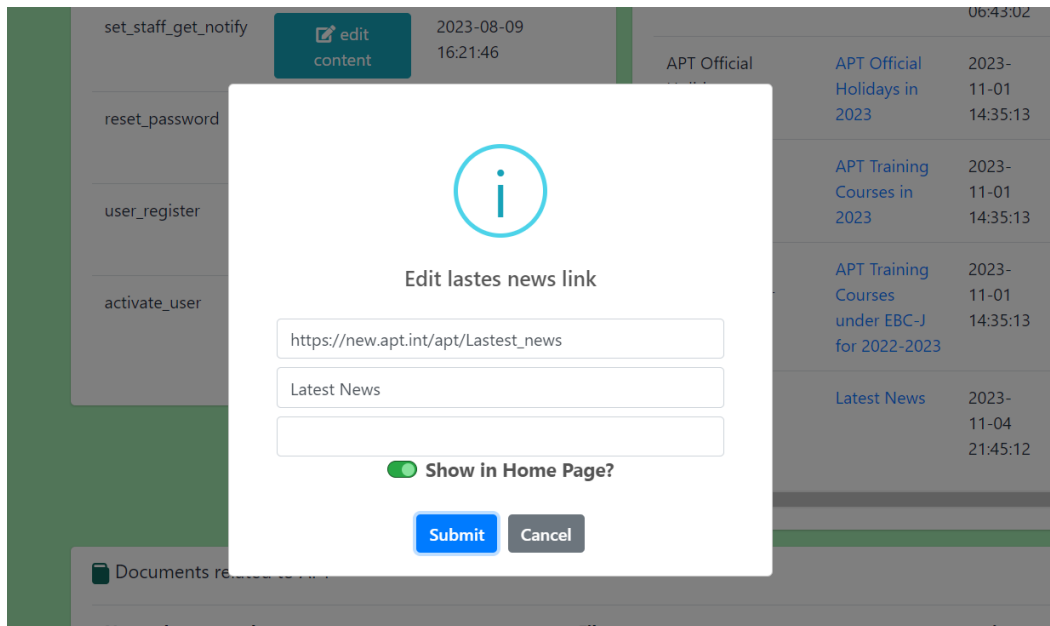 set_staff_get_notify
edit
content
2023-08-09
16:21:46
reset_password
user_register
activate_user
06:43:02
APT Official
APT Official
Holidays in
2023
2023-
11-01
14:35:13
APT Training
Courses in
2023
2023-
11-01
14:35:13
APT Training
Courses
under EBC-J
for 2022-2023
2023-
11-01
14:35:13
Latest News
2023-
11-04
21:45:12
i
Edit lastes news link
https://new.apt.int/apt/Lastest_news
Latest News
Show in Home Page?
Submit
Cancel
Documents related to APT